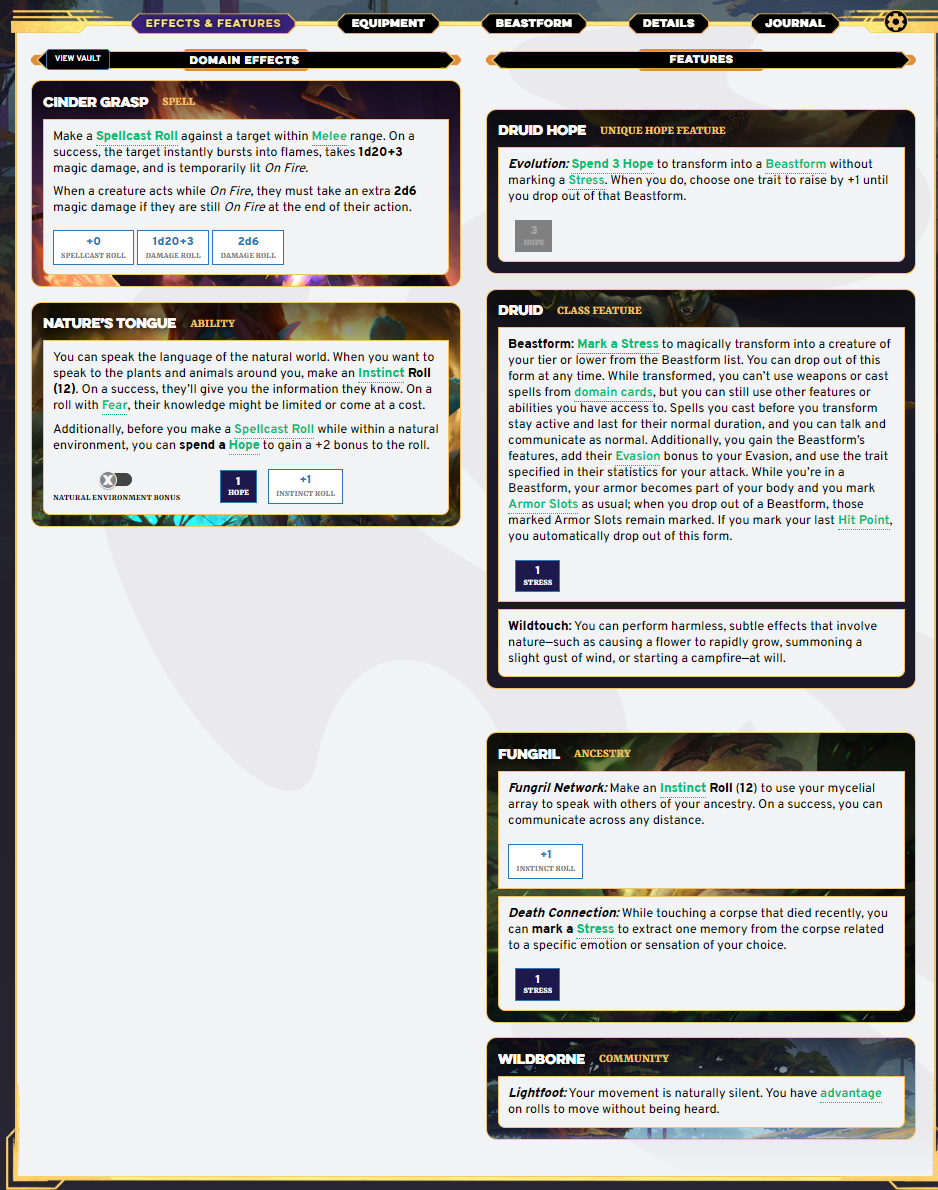 EFFECTS & FEATURES
EQUIPMENT
BEASTFORM
DETAILS
JOURNAL
VIEW VAULT
DOMAIN EFFECTS
CINDER GRASP SPELL
Make a Spellcast Roll against a target within Melee range. On a
success, the target instantly bursts into flames, takes 1d20+3
magic damage, and is temporarily lit On Fire.
When a creature acts while On Fire, they must take an extra 2d6
magic damage if they are still On Fire at the end of their action.
+0
SPELLCAST ROLL
1d20+3
DAMAGE ROLL
2d6
DAMAGE ROLL
NATURE'S TONGUE ABILITY
You can speak the language of the natural world. When you want to
speak to the plants and animals around you, make an Instinct Roll
(12). On a success, they'll give you the information they know. On a
roll with Fear, their knowledge might be limited or come at a cost.
Additionally, before you make a Spellcast Roll while within a natural
environment, you can spend a Hope to gain a +2 bonus to the roll.
X
NATURAL ENVIRONMENT BONUS
1
HOPE
+1
INSTINCT ROLL
FEATURES
DRUID HOPE UNIQUE HOPE FEATURE
Evolution: Spend 3 Hope to transform into a Beastform without
marking a Stress. When you do, choose one trait to raise by +1 until
you drop out of that Beastform.
3
HOPE
DRUID CLASS FEATURE
Beastform: Mark a Stress to magically transform into a creature of
your tier or lower from the Beastform list. You can drop out of this
form at any time. While transformed, you can't use weapons or cast
spells from domain cards, but you can still use other features or
abilities you have access to. Spells you cast before you transform
stay active and last for their normal duration, and you can talk and
communicate as normal. Additionally, you gain the Beastform's
features, add their Evasion bonus to your Evasion, and use the trait
specified in their statistics for your attack. While you're in a
Beastform, your armor becomes part of your body and you mark
Armor Slots as usual; when you drop out of a Beastform, those
marked Armor Slots remain marked. If you mark your last Hit Point,
you automatically drop out of this form.
1
STRESS
Wildtouch: You can perform harmless, subtle effects that involve
nature—such as causing a flower to rapidly grow, summoning a
slight gust of wind, or starting a campfire—at will.
FUNGRIL ANCESTRY
Fungril Network: Make an Instinct Roll (12) to use your mycelial
array to speak with others of your ancestry. On a success, you can
communicate across any distance.
+1
INSTINCT ROLL
Death Connection: While touching a corpse that died recently, you
can mark a Stress to extract one memory from the corpse related
to a specific emotion or sensation of your choice.
1
STRESS
WILDBORNE COMMUNITY
Lightfoot: Your movement is naturally silent. You have advantage
on rolls to move without being heard.